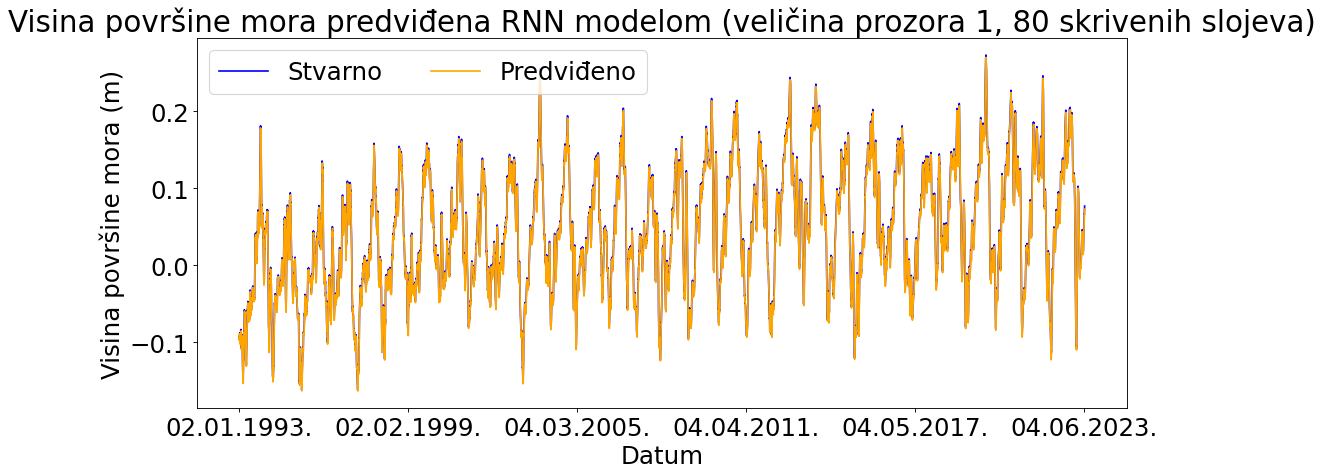 Visina površine mora predviđena RNN modelom (veličina prozora 1, 80 skrivenih slojeva)
Stvarno
Predviđeno
Visina površine mora (m)
0.2
0.1
0.0
−0.1
02.01.1993.
02.02.1999.
04.03.2005.
04.04.2011.
04.05.2017.
04.06.2023.
Datum